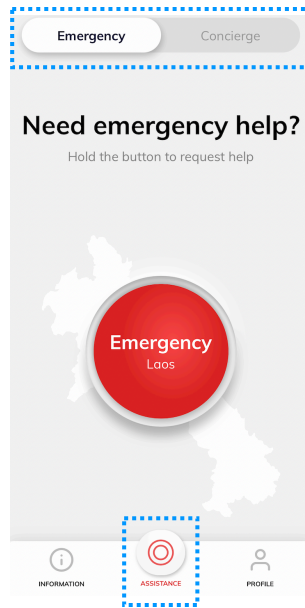 Emergency
Concierge
Need emergency help?
Hold the button to request help
Emergency
Laos
INFORMATION
ASSISTANCE
PROFILE